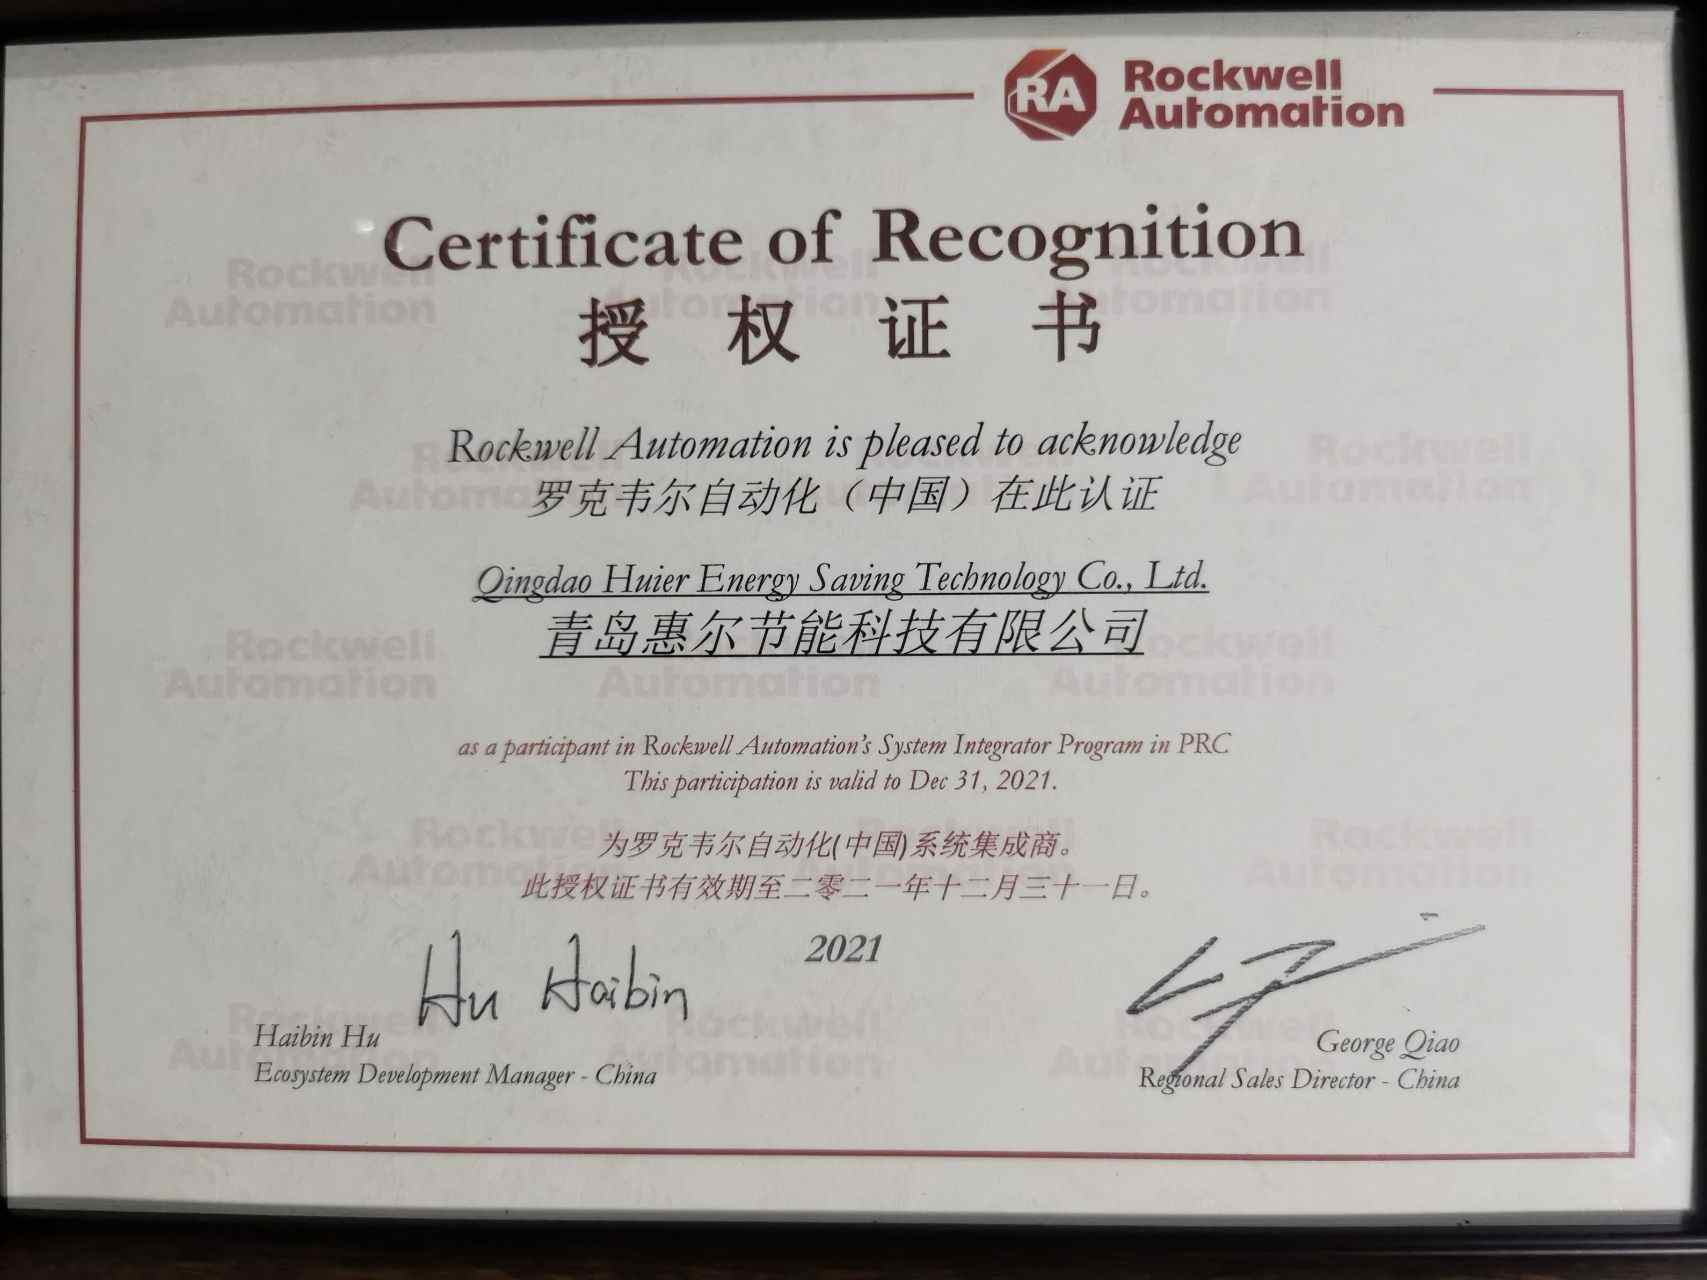 RA Rockwell
Automation
Certificate of Recognition
授权证书
Rockwell Automation is pleased to acknowledge
罗克韦尔自动化（中国）在此认证
Qingdao Huier Energy Saving Technology Co., Ltd.
青岛惠尔节能科技有限公司
as a participant in Rockwell Automation's System Integrator Program in PRC
This participation is valid to Dec 31, 2021.
为罗克韦尔自动化(中国)系统集成商。
此授权证书有效期至二零二一年十二月三十一日。
2021
Hu Haibin
Haibin Hu
Ecosystem Development Manager - China
George Qiao
Regional Sales Director - China